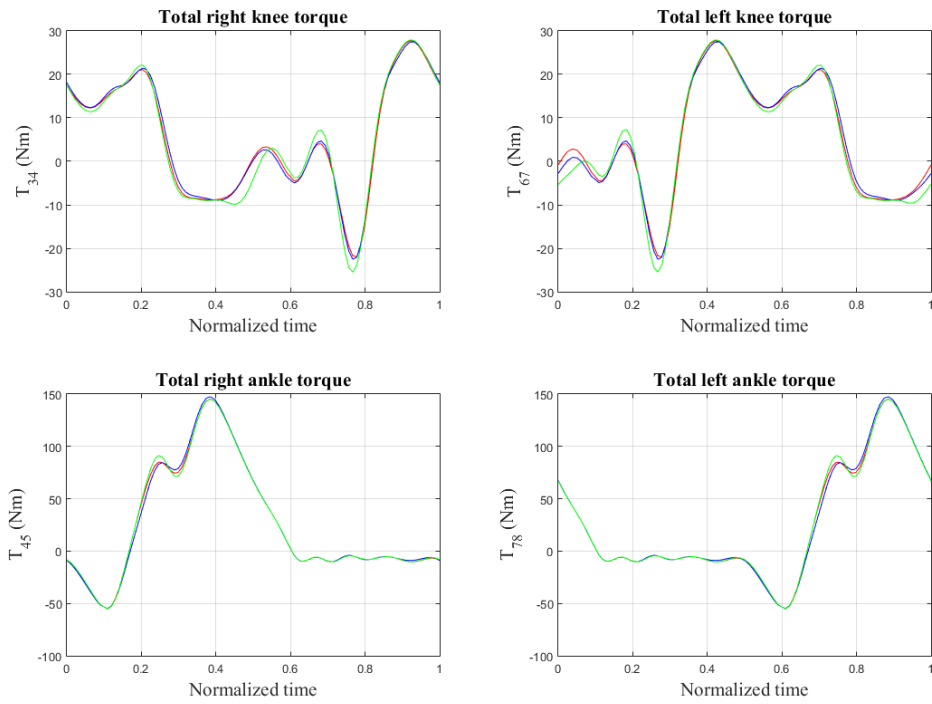 Total right knee torque
30
20
10
0
-10
-20
-30
T34 (Nm)
0 0.2 0.4 0.6 0.8 1
Normalized time
Total left knee torque
30
20
10
0
-10
-20
-30
T67 (Nm)
0 0.2 0.4 0.6 0.8 1
Normalized time
Total right ankle torque
150
100
50
0
-50
-100
T45 (Nm)
0 0.2 0.4 0.6 0.8 1
Normalized time
Total left ankle torque
150
100
50
0
-50
-100
T78 (Nm)
0 0.2 0.4 0.6 0.8 1
Normalized time